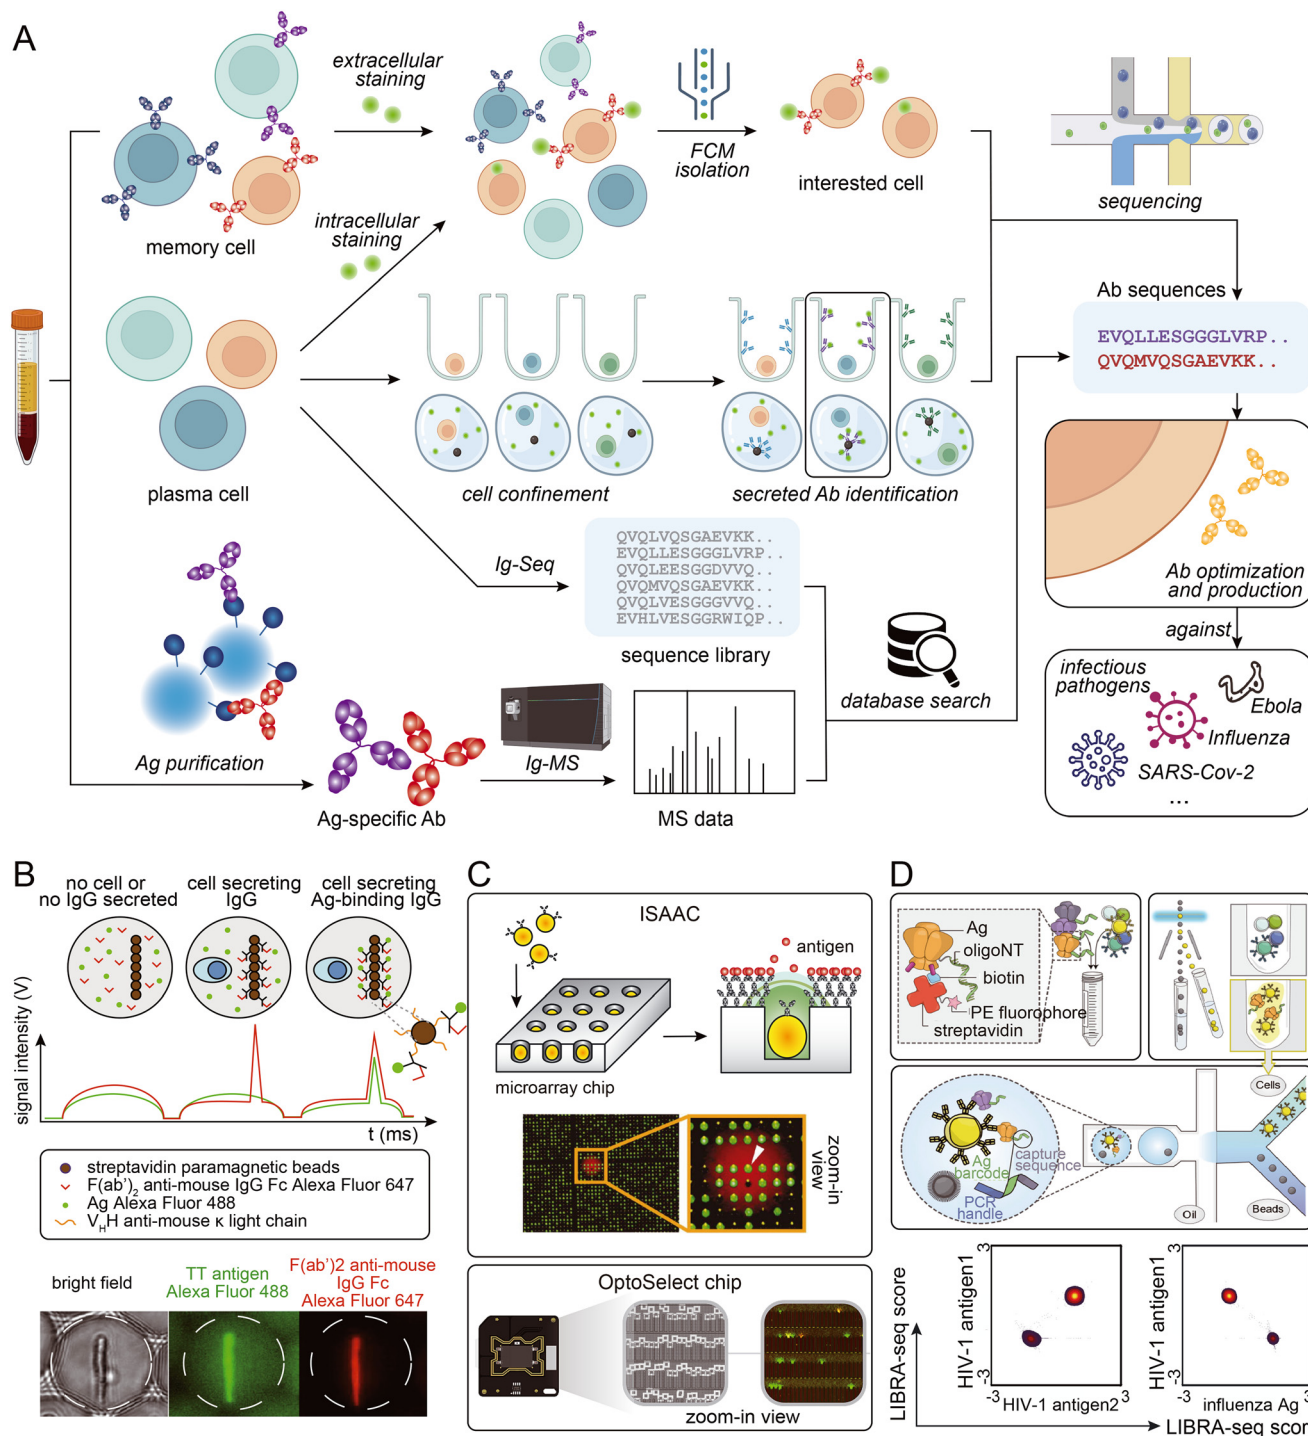 A
extracellular
staining
FCM
isolation
interested cell
sequencing
memory cell
intracellular
staining
Ab sequences
EVQLLESGGGLVRP..
QVQMVQSGAEVKK..
plasma cell
cell confinement
secreted Ab identification
Ig-Seq
QVQLVQSGAEVKK..
EVQLLESGGGLVRP..
QVQLEESGGDVVQ..
QVQMVQSGAEVKK..
QVQLVESGGGVVQ..
EVHLVESGGRWIQP..
sequence library
Ab optimization
and production
against
infectious
pathogens
Ebola
Influenza
SARS-Cov-2
...
database search
Ag purification
Ag-specific Ab
Ig-MS
MS data
B
no cell or
no IgG secreted
cell secreting
IgG
cell secreting
Ag-binding IgG
signal intensity (V)
t (ms)
streptavidin paramagnetic beads
F(ab')2 anti-mouse IgG Fc Alexa Fluor 647
Ag Alexa Fluor 488
VHH anti-mouse κ light chain
bright field
TT antigen
Alexa Fluor 488
F(ab')2 anti-mouse
IgG Fc
Alexa Fluor 647
C
ISAAC
antigen
microarray chip
zoom-in
view
OptoSelect chip
zoom-in view
D
Ag
oligoNT
biotin
PE fluorophore
streptavidin
Cells
capture
sequence
Ag
barcode
PCR
handle
Oil
Beads
LIBRA-seq score
HIV-1 antigen1
3
-3
-3
HIV-1 antigen2
3
HIV-1 antigen1
3
-3
-3
influenza Ag
3
LIBRA-seq score